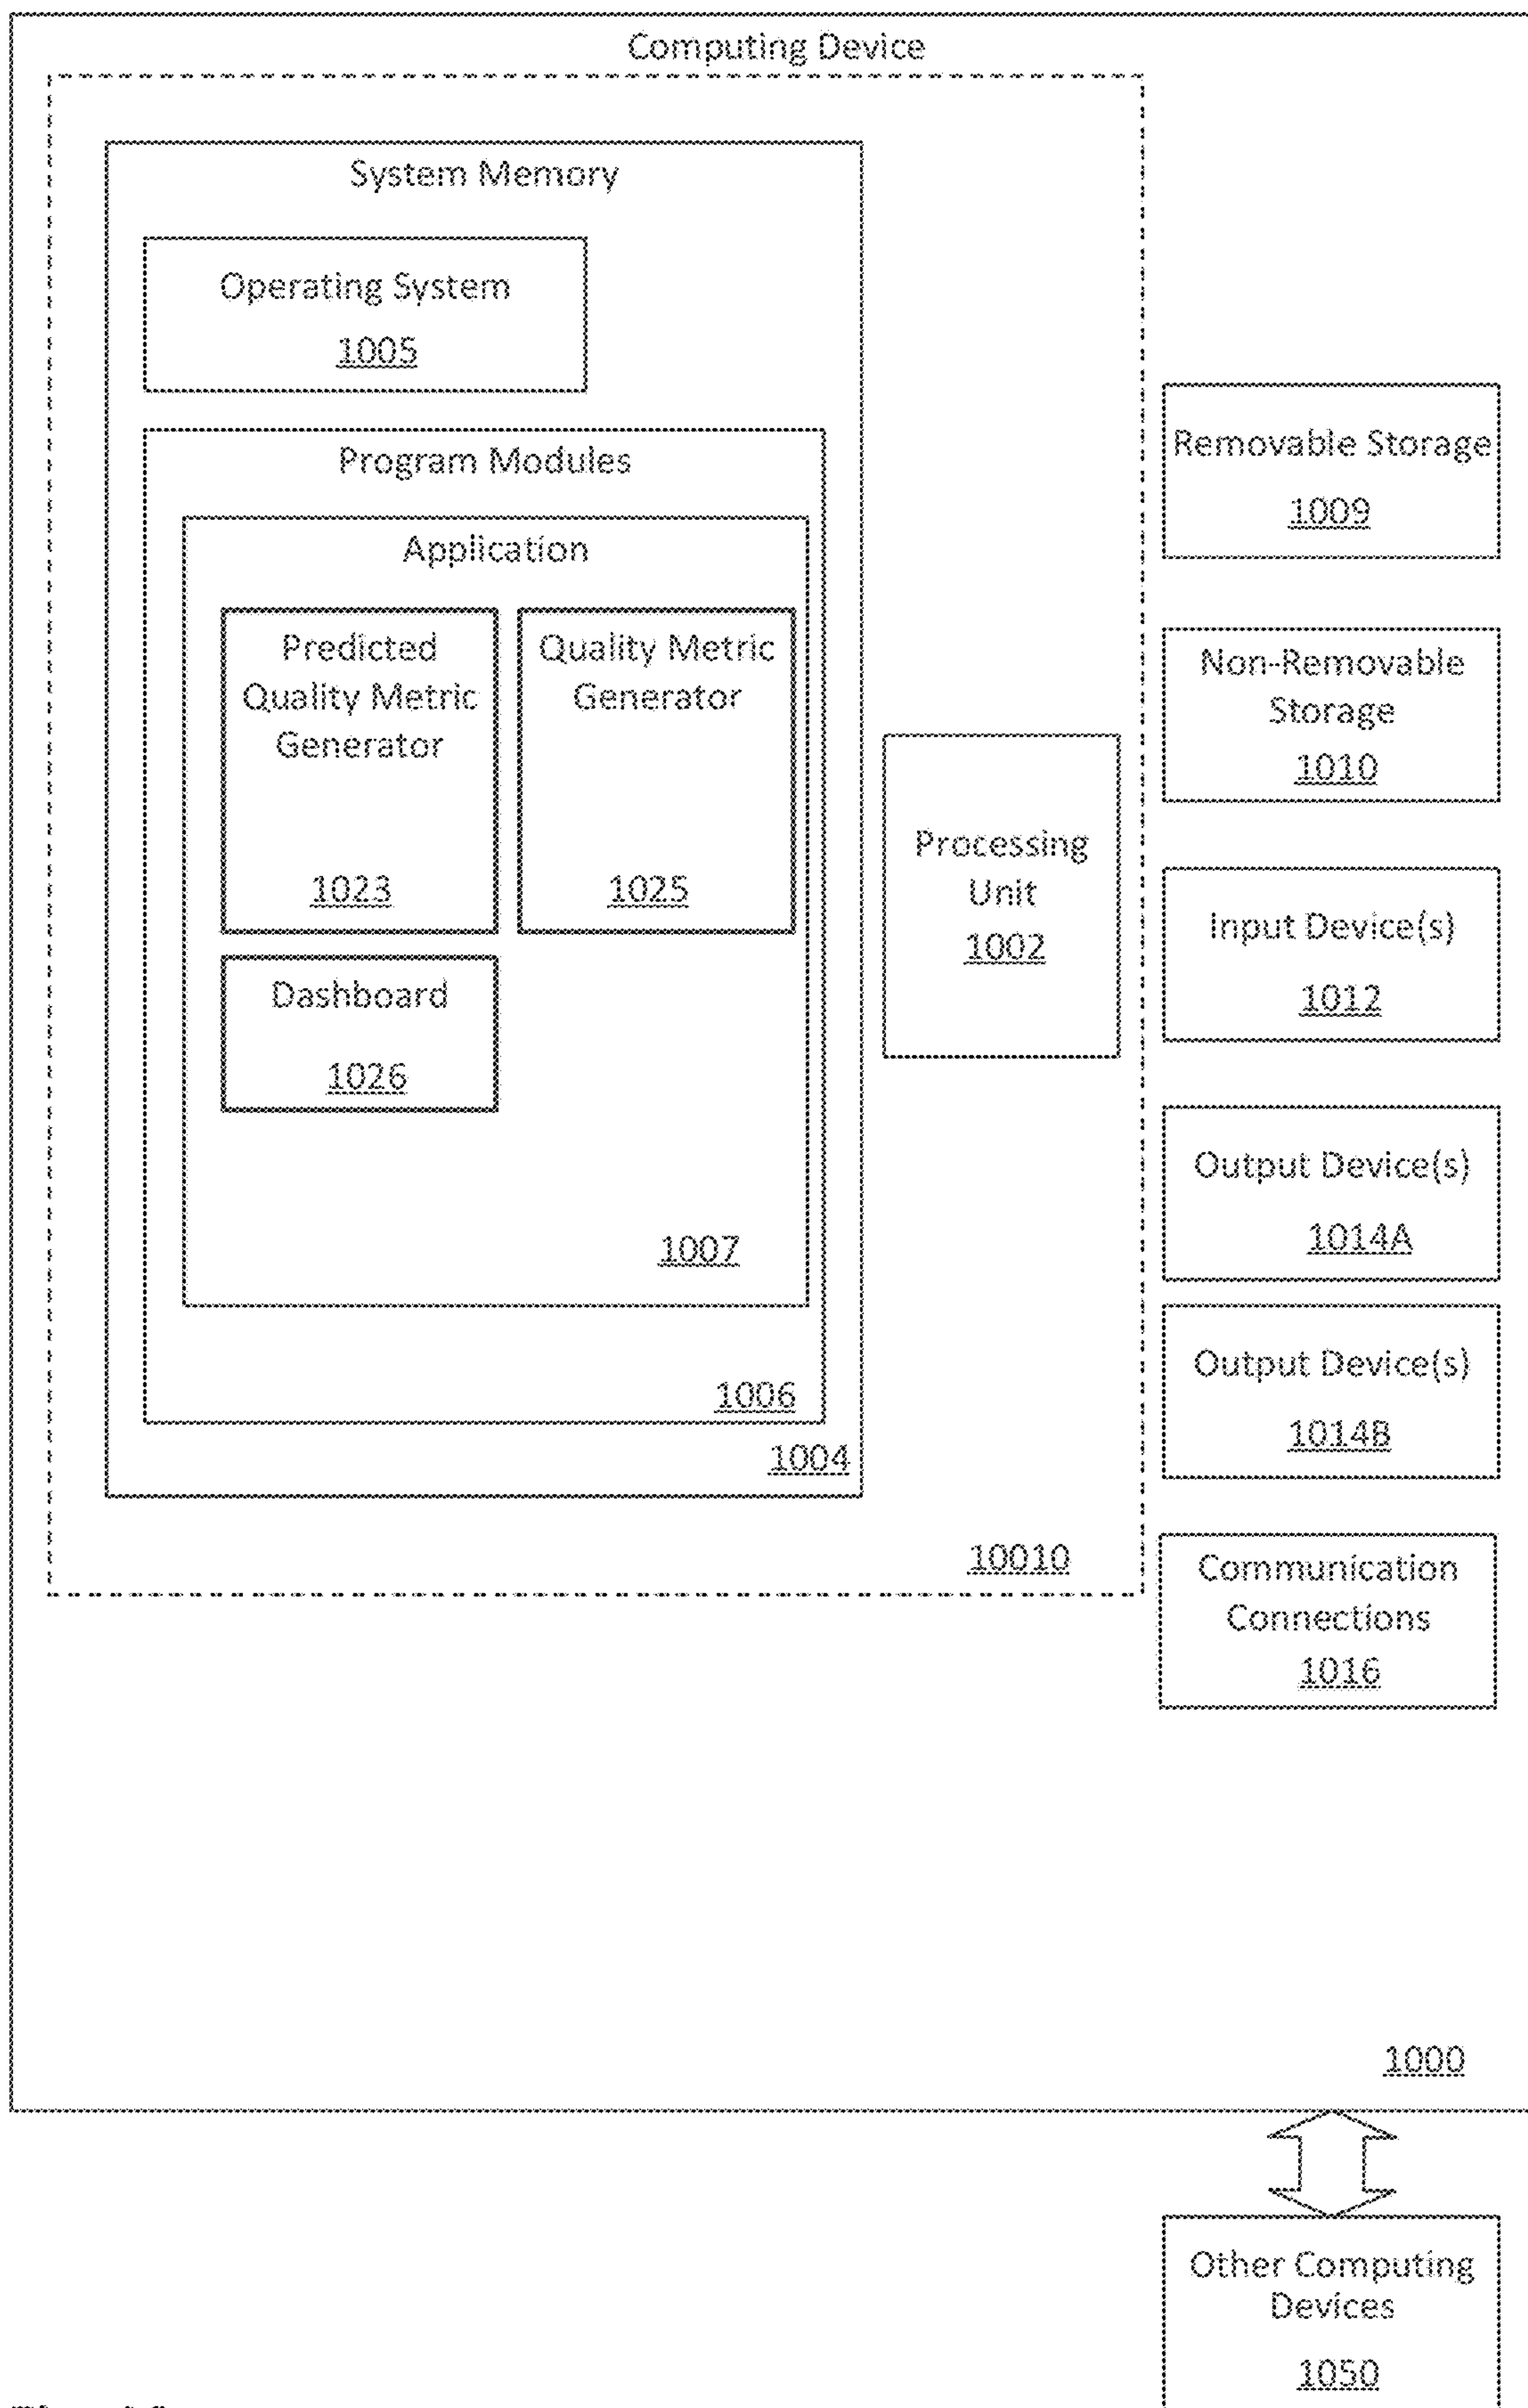 Computing Device
System Memory
Operating System
1005
Program Modules
Application
Predicted
Quality Metric
Generator
1023
Quality Metric
Generator
1025
Dashboard
1026
1007
1006
1004
Processing
Unit
1002
10010
Removable Storage
1009
Non-Removable
Storage
1010
Input Device(s)
1012
Output Device(s)
1014A
Output Device(s)
1014B
Communication
Connections
1016
1000
Other Computing
Devices
1050